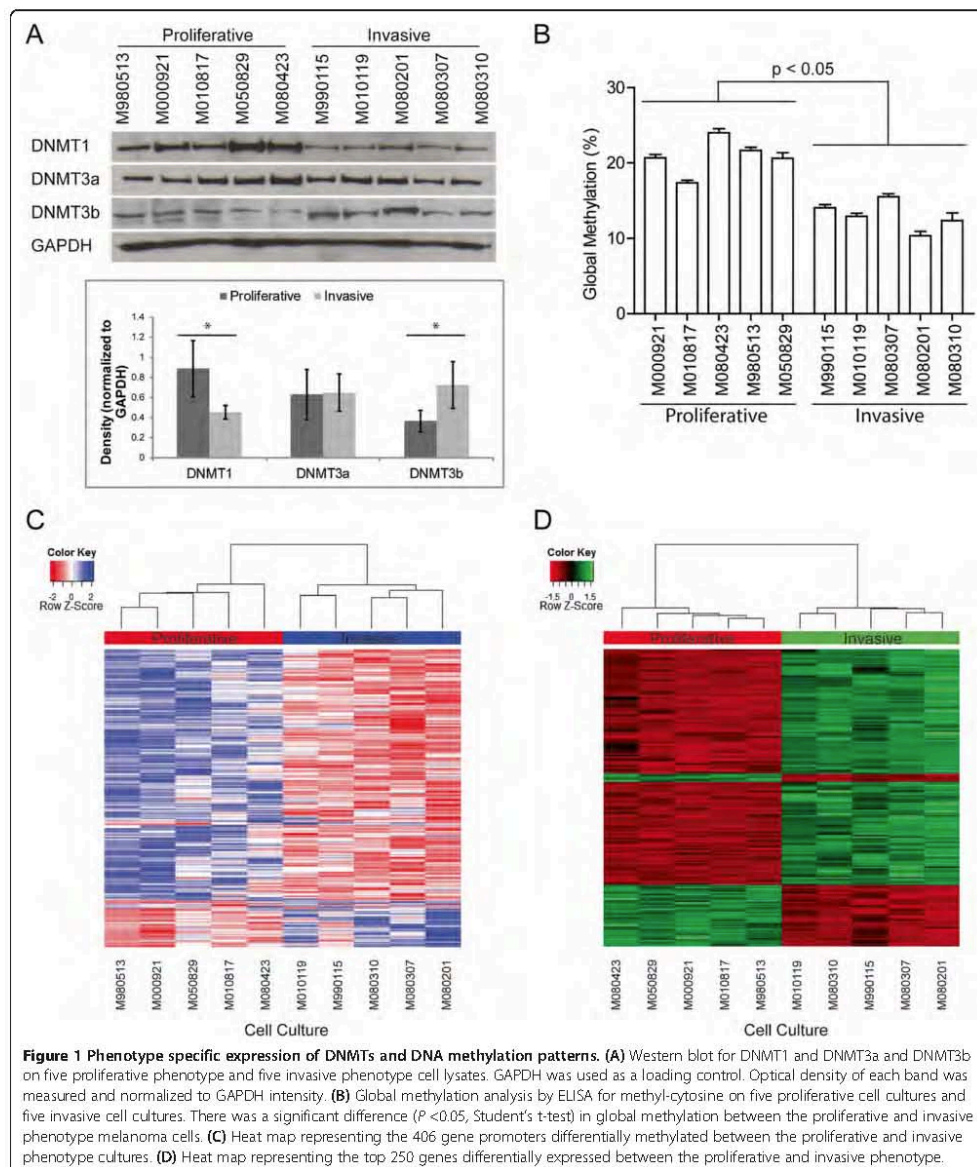 A
Proliferative
Invasive
M980513
M000921
M010817
M050829
M080423
M990115
M010119
M080201
M080307
M080310
DNMT1
DNMT3a
DNMT3b
GAPDH
Proliferative
Invasive
Density (normalized to
GAPDH)
1.4
1.2
1
0.8
0.6
0.4
0.2
0
*
*
DNMT1
DNMT3a
DNMT3b
B
p < 0.05
Global Methylation (%)
30
20
10
0
M000921
M010817
M080423
M980513
M050829
M990115
M010119
M080307
M080201
M080310
Proliferative
Invasive
C
Color Key
-2 0 2
Row Z-Score
Proliferative
Invasive
M980513
M000921
M050829
M010817
M080423
M010119
M990115
M080310
M080307
M080201
Cell Culture
D
Color Key
-1.5 0 1.5
Row Z-Score
Proliferative
Invasive
M080423
M050829
M000921
M010817
M980513
M010119
M080310
M990115
M080307
M080201
Cell Culture
Figure 1 Phenotype specific expression of DNMTs and DNA methylation patterns. (A) Western blot for DNMT1 and DNMT3a and DNMT3b
on five proliferative phenotype and five invasive phenotype cell lysates. GAPDH was used as a loading control. Optical density of each band was
measured and normalized to GAPDH intensity. (B) Global methylation analysis by ELISA for methyl-cytosine on five proliferative cell cultures and
five invasive cell cultures. There was a significant difference (P <0.05, Student's t-test) in global methylation between the proliferative and invasive
phenotype melanoma cells. (C) Heat map representing the 406 gene promoters differentially methylated between the proliferative and invasive
phenotype cultures. (D) Heat map representing the top 250 genes differentially expressed between the proliferative and invasive phenotype.